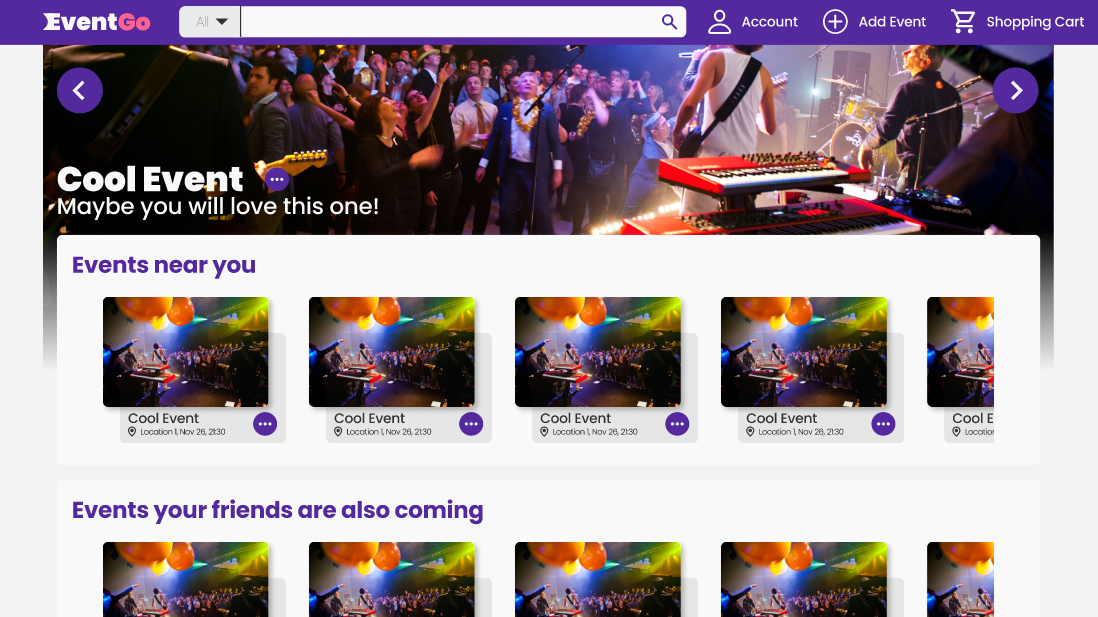 EventGo
All
Account
Add Event
Shopping Cart
Cool Event
Maybe you will love this one!
Events near you
Cool Event
Location 1, Nov 26, 21:30
Cool Event
Location 1, Nov 26, 21:30
Cool Event
Location 1, Nov 26, 21:30
Cool Event
Location 1, Nov 26, 21:30
Cool E
Location
Events your friends are also coming